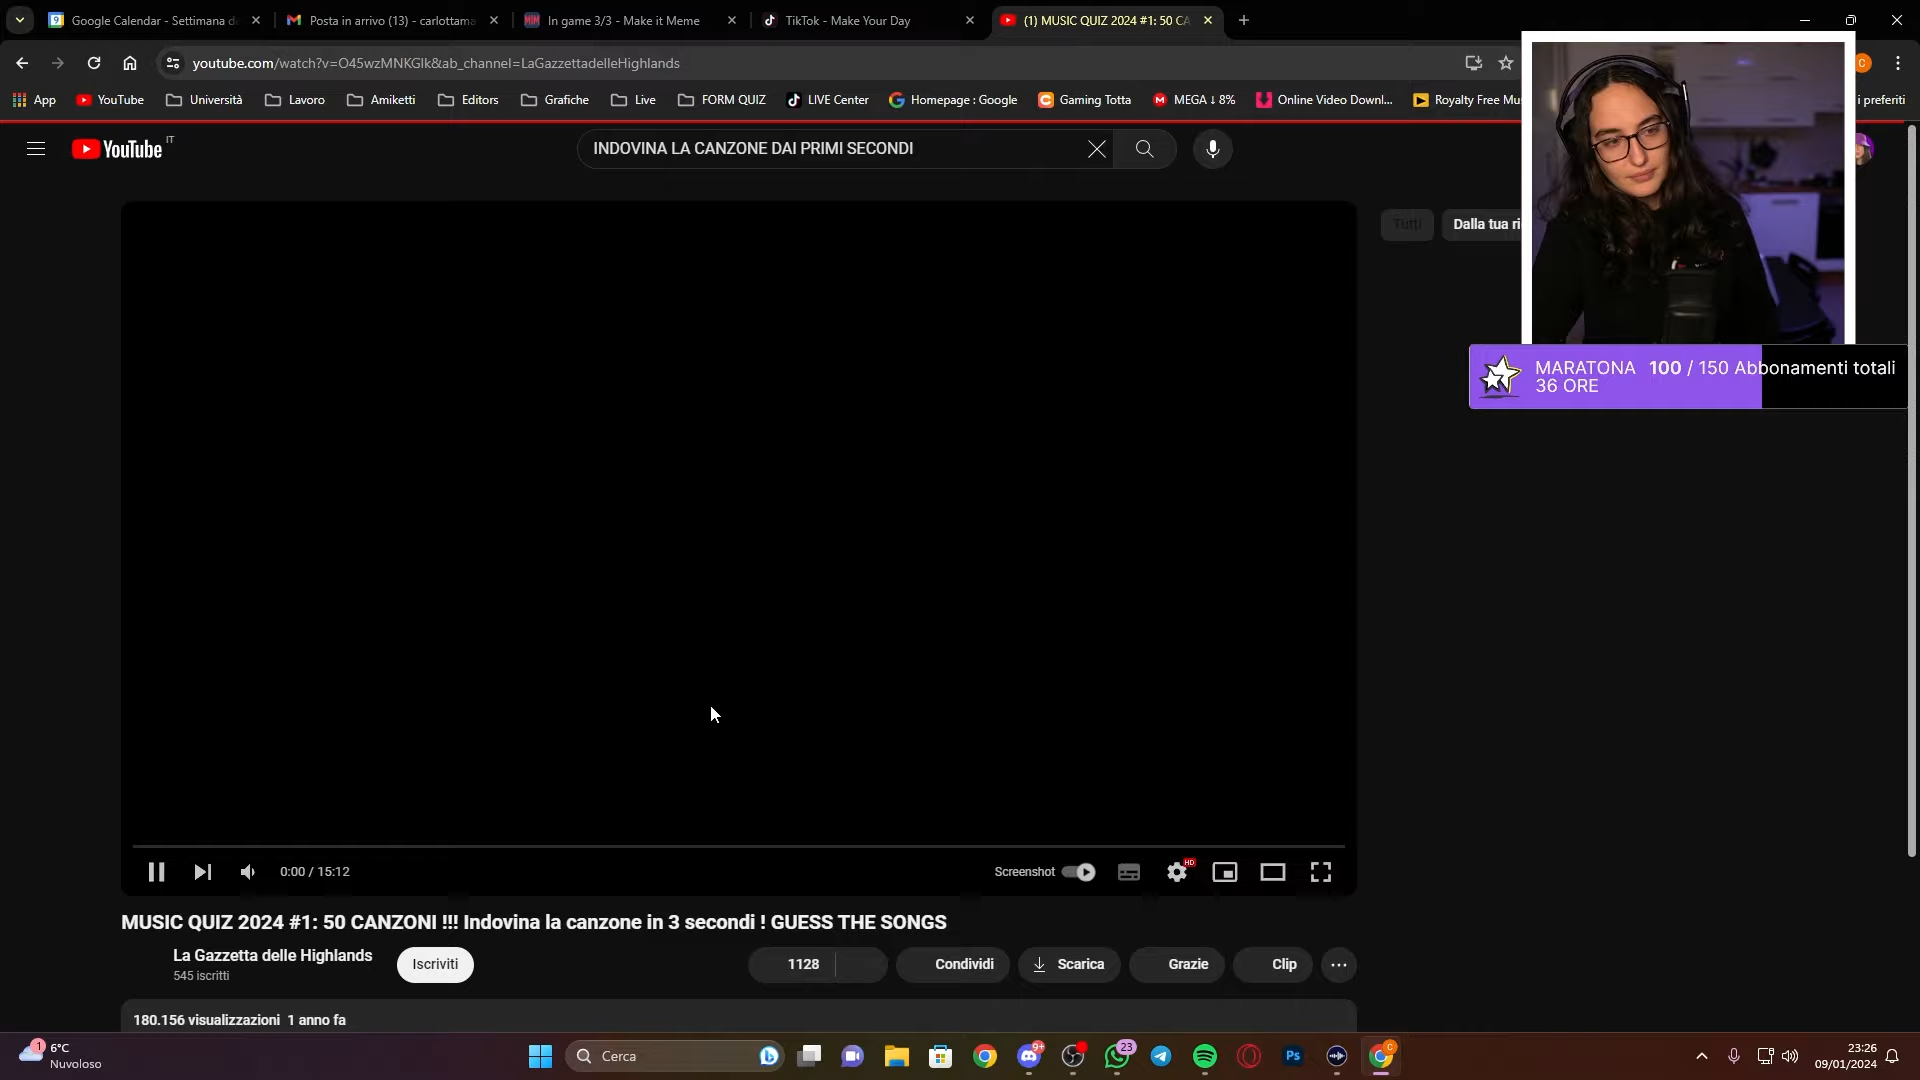 Google Calendar - Settimana d
Posta in arrivo (13) - carlottama
In game 3/3 - Make it Meme
TikTok - Make Your Day
(1) MUSIC QUIZ 2024 #1: 50 CA
youtube.com/watch?v=O45wzMNKGlk&ab_channel=LaGazzettadelleHighlands
App
YouTube
Università
Lavoro
Amiketti
Editors
Grafiche
Live
FORM QUIZ
LIVE Center
Homepage : Google
Gaming Totta
MEGA ↓ 8%
Online Video Downl...
Royalty Free Mu
i preferiti
YouTube IT
INDOVINA LA CANZONE DAI PRIMI SECONDI
Tutti
Dalla tua ri
MARATONA 100 / 150 Abbonamenti totali
36 ORE
0:00 / 15:12
Screenshot
HD
MUSIC QUIZ 2024 #1: 50 CANZONI !!! Indovina la canzone in 3 secondi ! GUESS THE SONGS
La Gazzetta delle Highlands
545 iscritti
Iscriviti
1128
Condividi
Scarica
Grazie
Clip
180.156 visualizzazioni 1 anno fa
1
6°C
Nuvoloso
Cerca
9+
23
Ps
C
23:26
09/01/2024